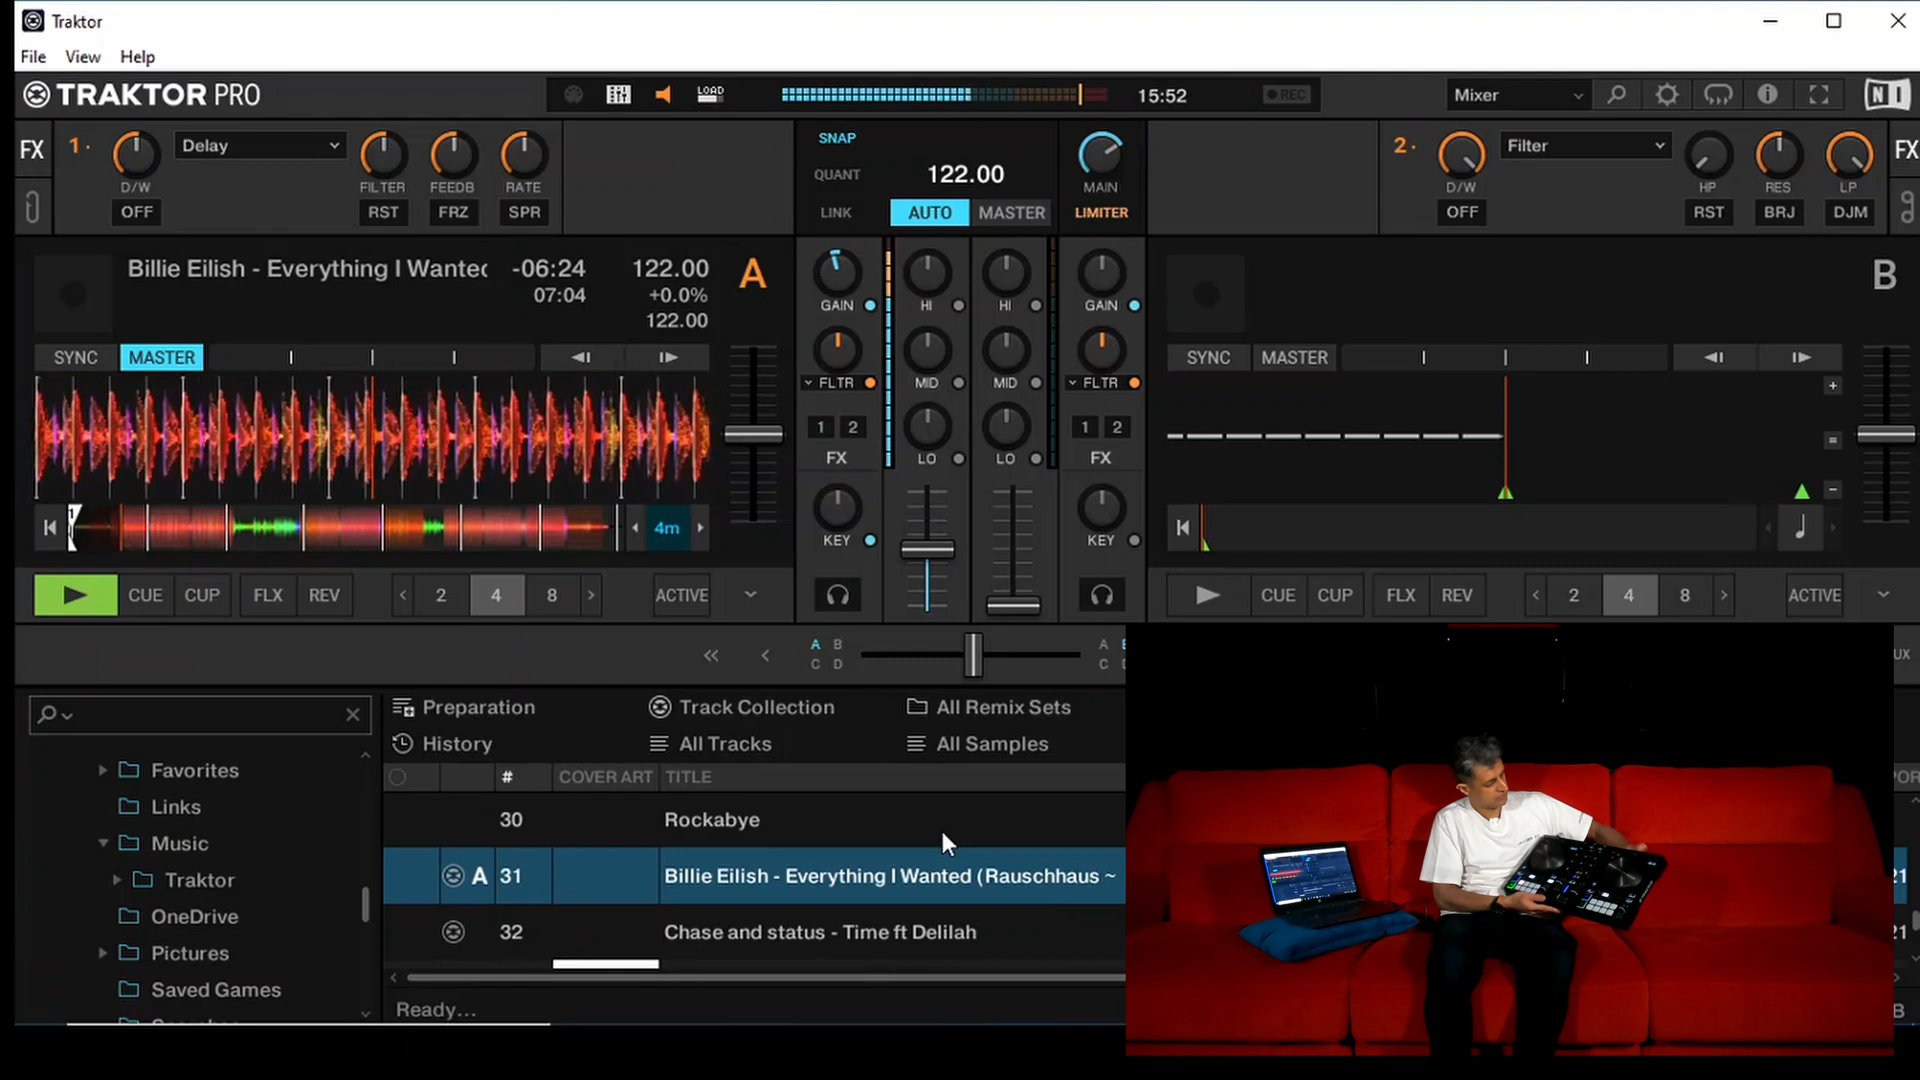 Traktor
File View Help
TRAKTOR PRO
LOAD
15:52
REC
Mixer
NI
FX
1
Delay
D/W
FILTER
FEEDB
RATE
OFF
RST
FRZ
SPR
SNAP
QUANT
122.00
LINK
AUTO
MASTER
MAIN
LIMITER
2
Filter
FX
D/W
HP
RES
LP
OFF
RST
BRJ
DJM
Billie Eilish - Everything I Wanted
-06:24
122.00
07:04
+0.0%
122.00
A
SYNC
MASTER
1
4m
CUE
CUP
FLX
REV
2
4
8
ACTIVE
GAIN
HI
HI
GAIN
FLTR
MID
MID
FLTR
1 2
LO
LO
1 2
FX
FX
KEY
KEY
B
SYNC
MASTER
+
=
-
CUE
CUP
FLX
REV
2
4
8
ACTIVE
A B
C D
A
C D
UX
Preparation
Track Collection
All Remix Sets
History
All Tracks
All Samples
# COVER ART TITLE
30 Rockabye
A 31 Billie Eilish - Everything I Wanted (Rauschhaus ~
32 Chase and status - Time ft Delilah
Favorites
Links
Music
Traktor
OneDrive
Pictures
Saved Games
Ready...